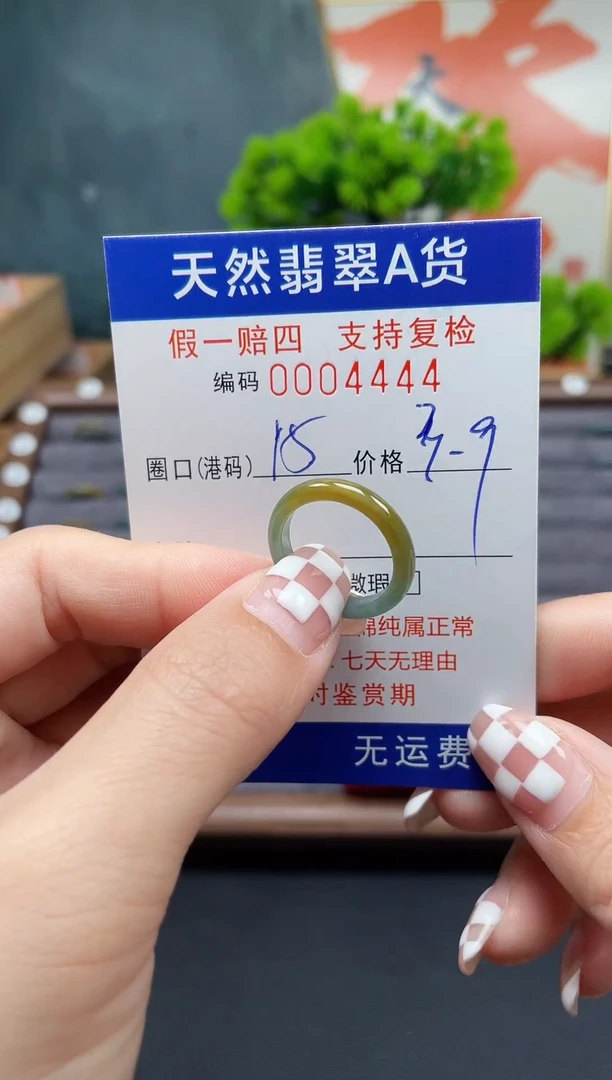 天然翡翠A货
假一赔四 支持复检
编码 0004444
圈口(港码) 15 价格
微瑕
棉纯属正常
七天无理由
时鉴赏期
无运费